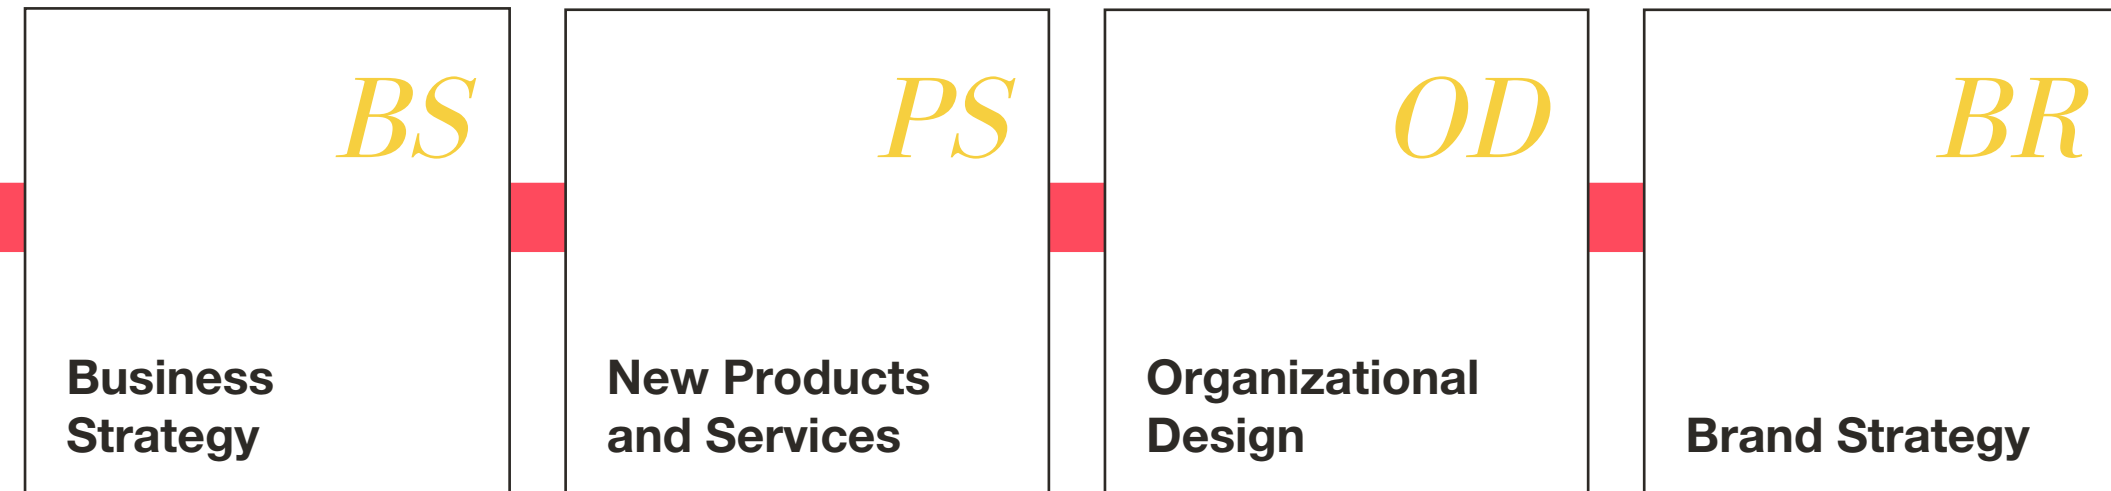 BS
Business
Strategy
PS
New Products
and Services
OD
Organizational
Design
BR
Brand Strategy